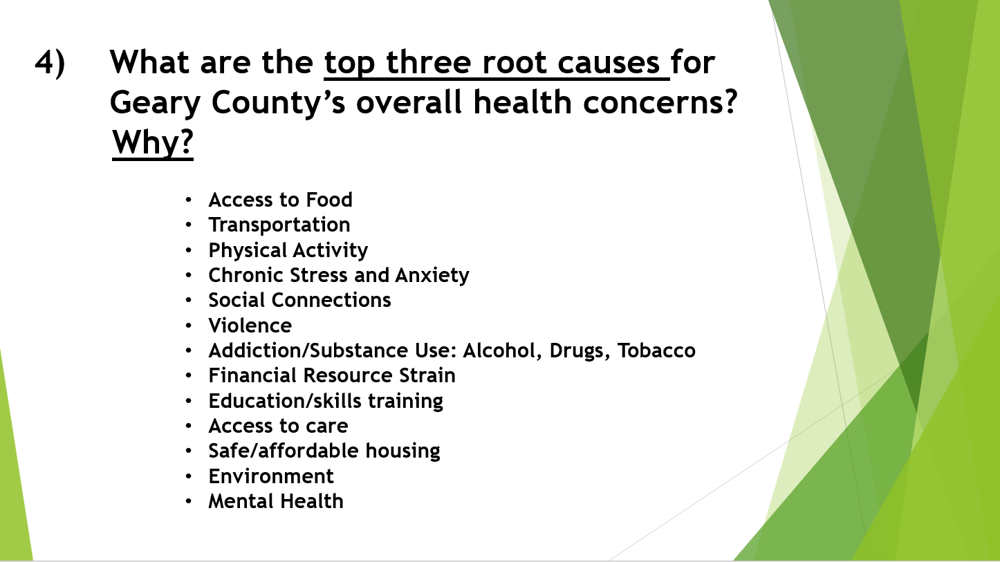 4) What are the top three root causes for
Geary County’s overall health concerns?
Why?
• Access to Food
• Transportation
• Physical Activity
• Chronic Stress and Anxiety
• Social Connections
• Violence
• Addiction/Substance Use: Alcohol, Drugs, Tobacco
• Financial Resource Strain
• Education/skills training
• Access to care
• Safe/affordable housing
• Environment
• Mental Health